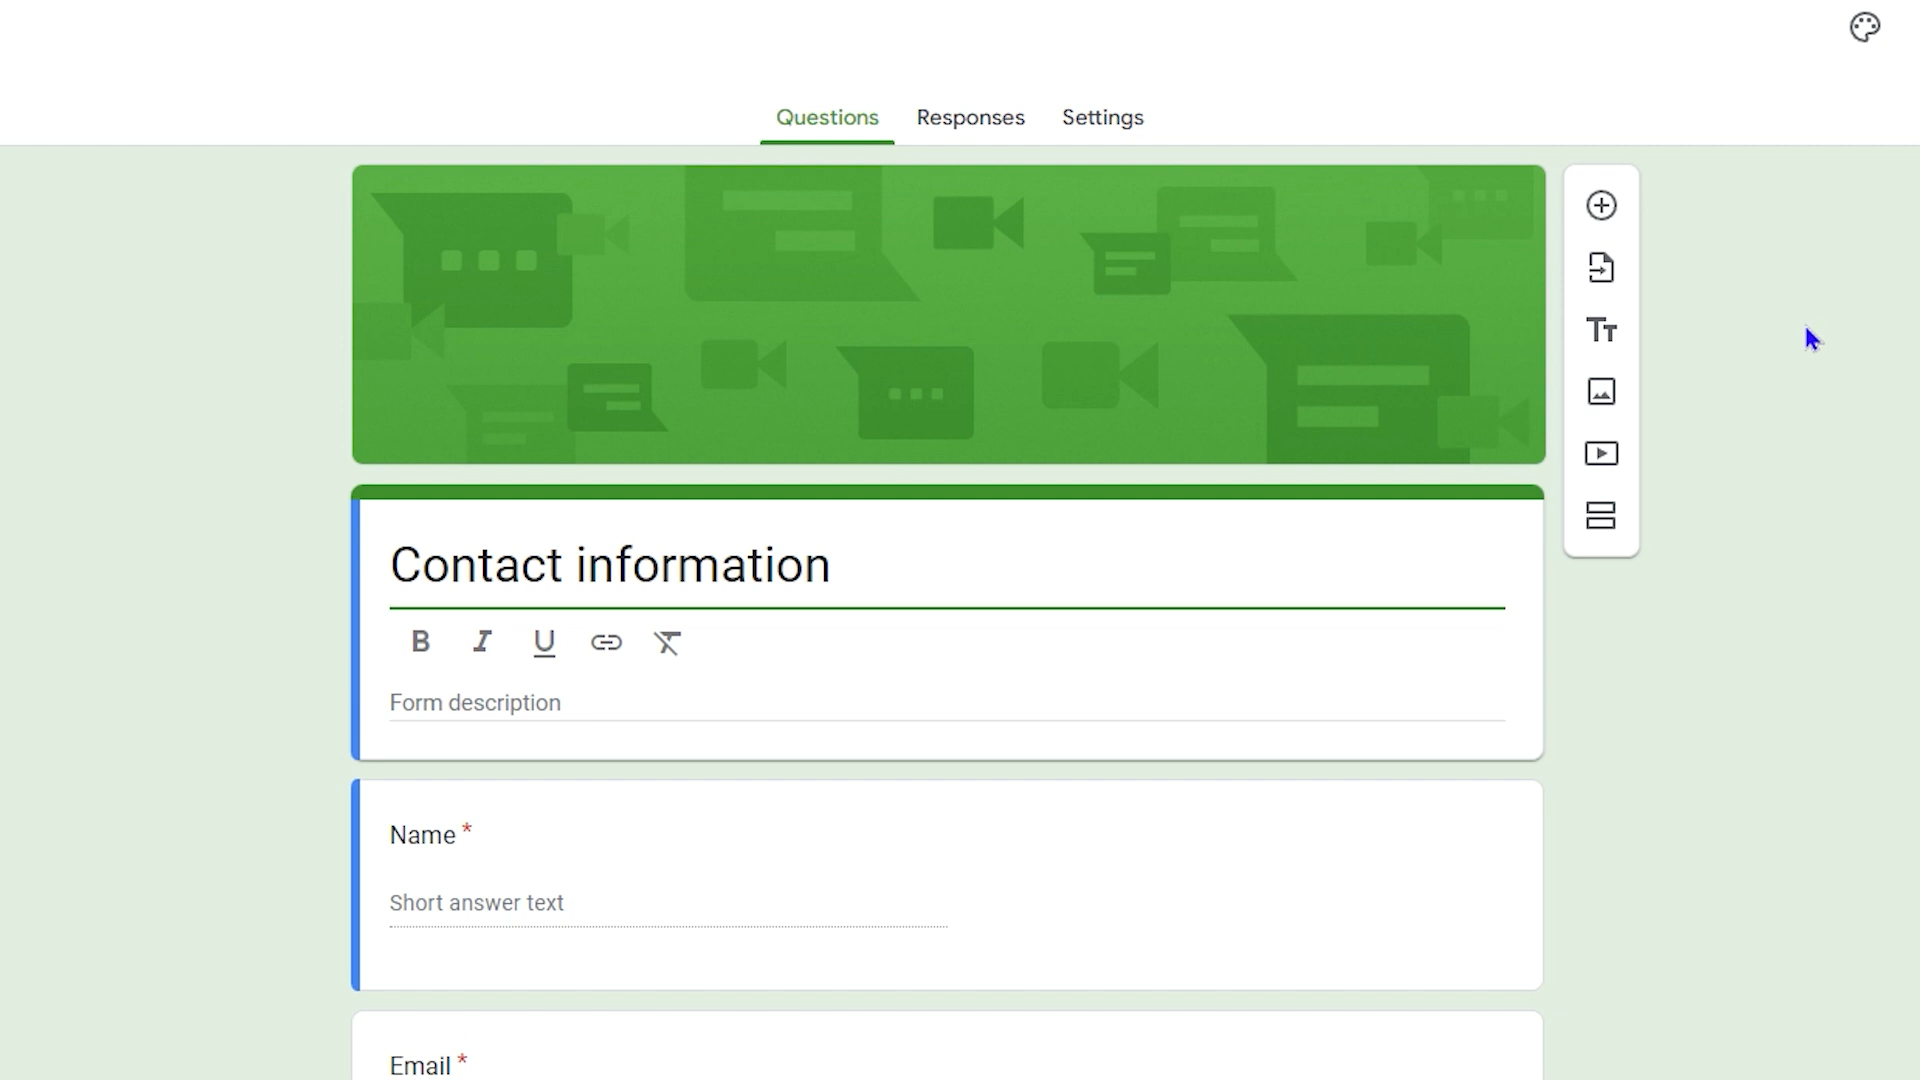 Questions Responses Settings
Contact information
B I U
Form description
Name *
Short answer text
Email *